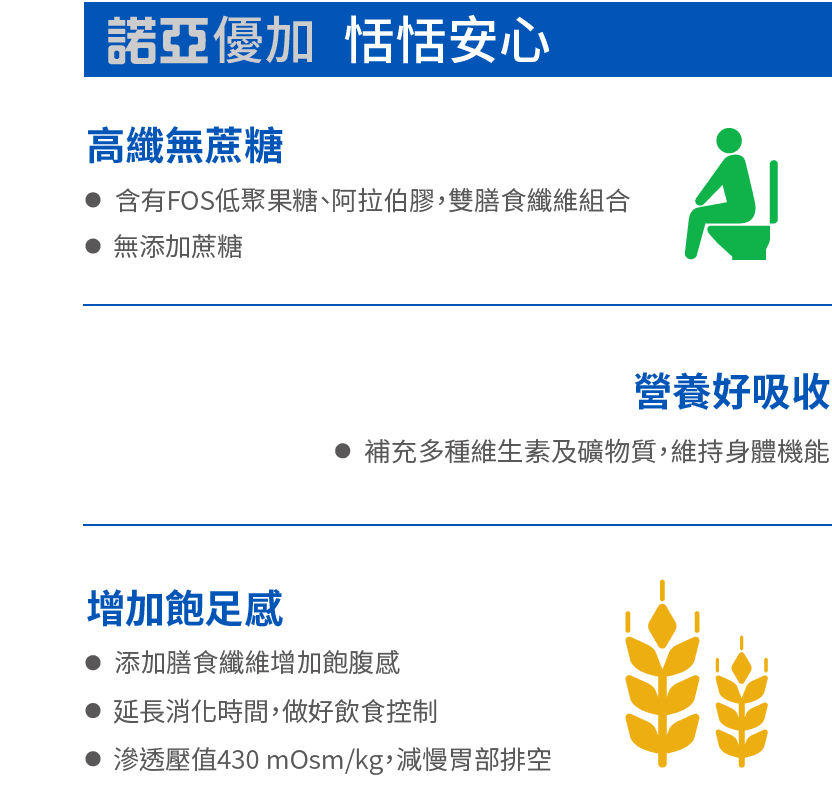 諾亞優加 恬恬安心
高纖無蔗糖
● 含有FOS低聚果糖、阿拉伯膠,雙膳食纖維組合
● 無添加蔗糖
營養好吸收
● 補充多種維生素及礦物質,維持身體機能
增加飽足感
● 添加膳食纖維增加飽腹感
● 延長消化時間,做好飲食控制
● 滲透壓值430 mOsm/kg,減慢胃部排空